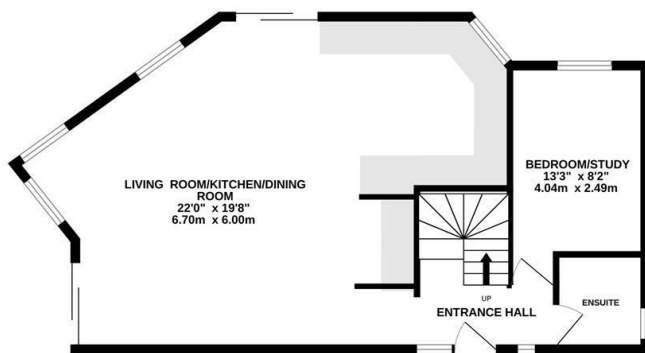 LIVING ROOM/KITCHEN/DINING
ROOM
22'0" x 19'8"
6.70m x 6.00m
BEDROOM/STUDY
13'3" x 8'2"
4.04m x 2.49m
UP
ENTRANCE HALL
ENSUITE